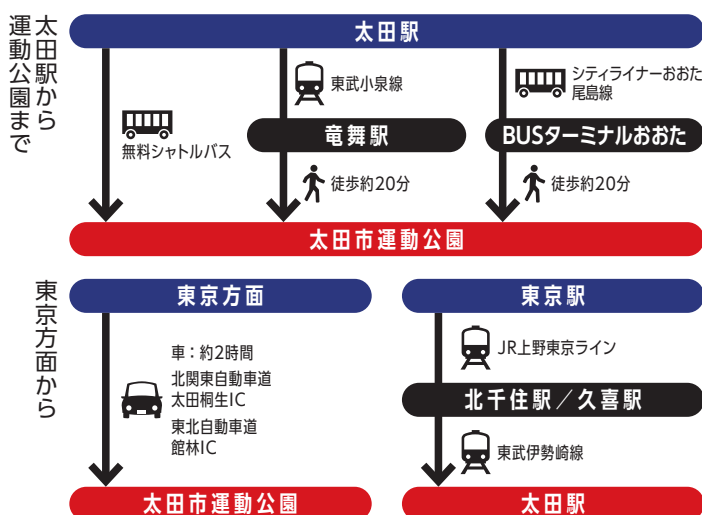 太田駅から
運動公園まで
太田駅
無料シャトルバス
東武小泉線
竜舞駅
徒歩約20分
シティライナーおおた
尾島線
BUSターミナルおおた
徒歩約20分
太田市運動公園
東京方面から
東京方面
車：約2時間
北関東自動車道
太田桐生IC
東北自動車道
館林IC
太田市運動公園
東京駅
JR上野東京ライン
北千住駅／久喜駅
東武伊勢崎線
太田駅